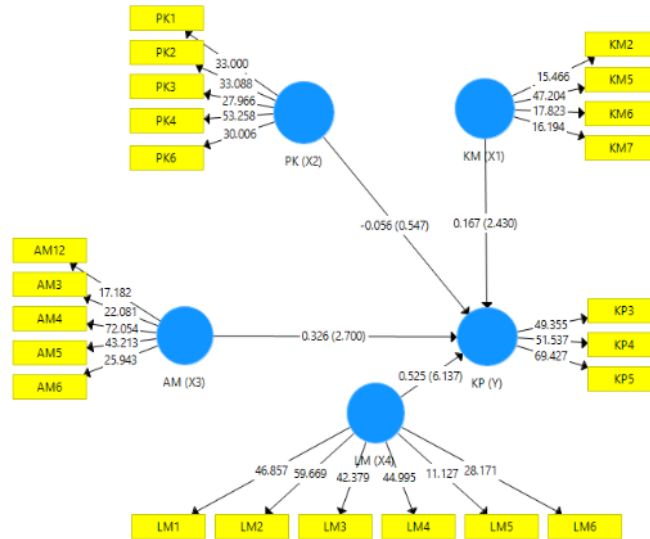 PK1
PK2
PK3
PK4
PK6
33.000
33.088
27.966
53.258
30.006
PK (X2)
KM2
KM5
KM6
KM7
15.466
47.204
17.823
16.194
KM (X1)
-0.056 (0.547)
0.167 (2.430)
AM12
AM3
AM4
AM5
AM6
17.182
22.081
72.054
43.213
25.943
AM (X3)
0.326 (2.700)
KP3
KP4
KP5
49.355
51.537
69.427
KP (Y)
0.525 (6.137)
LM (X4)
46.857
59.669
42.379
44.995
11.127
28.171
LM1
LM2
LM3
LM4
LM5
LM6